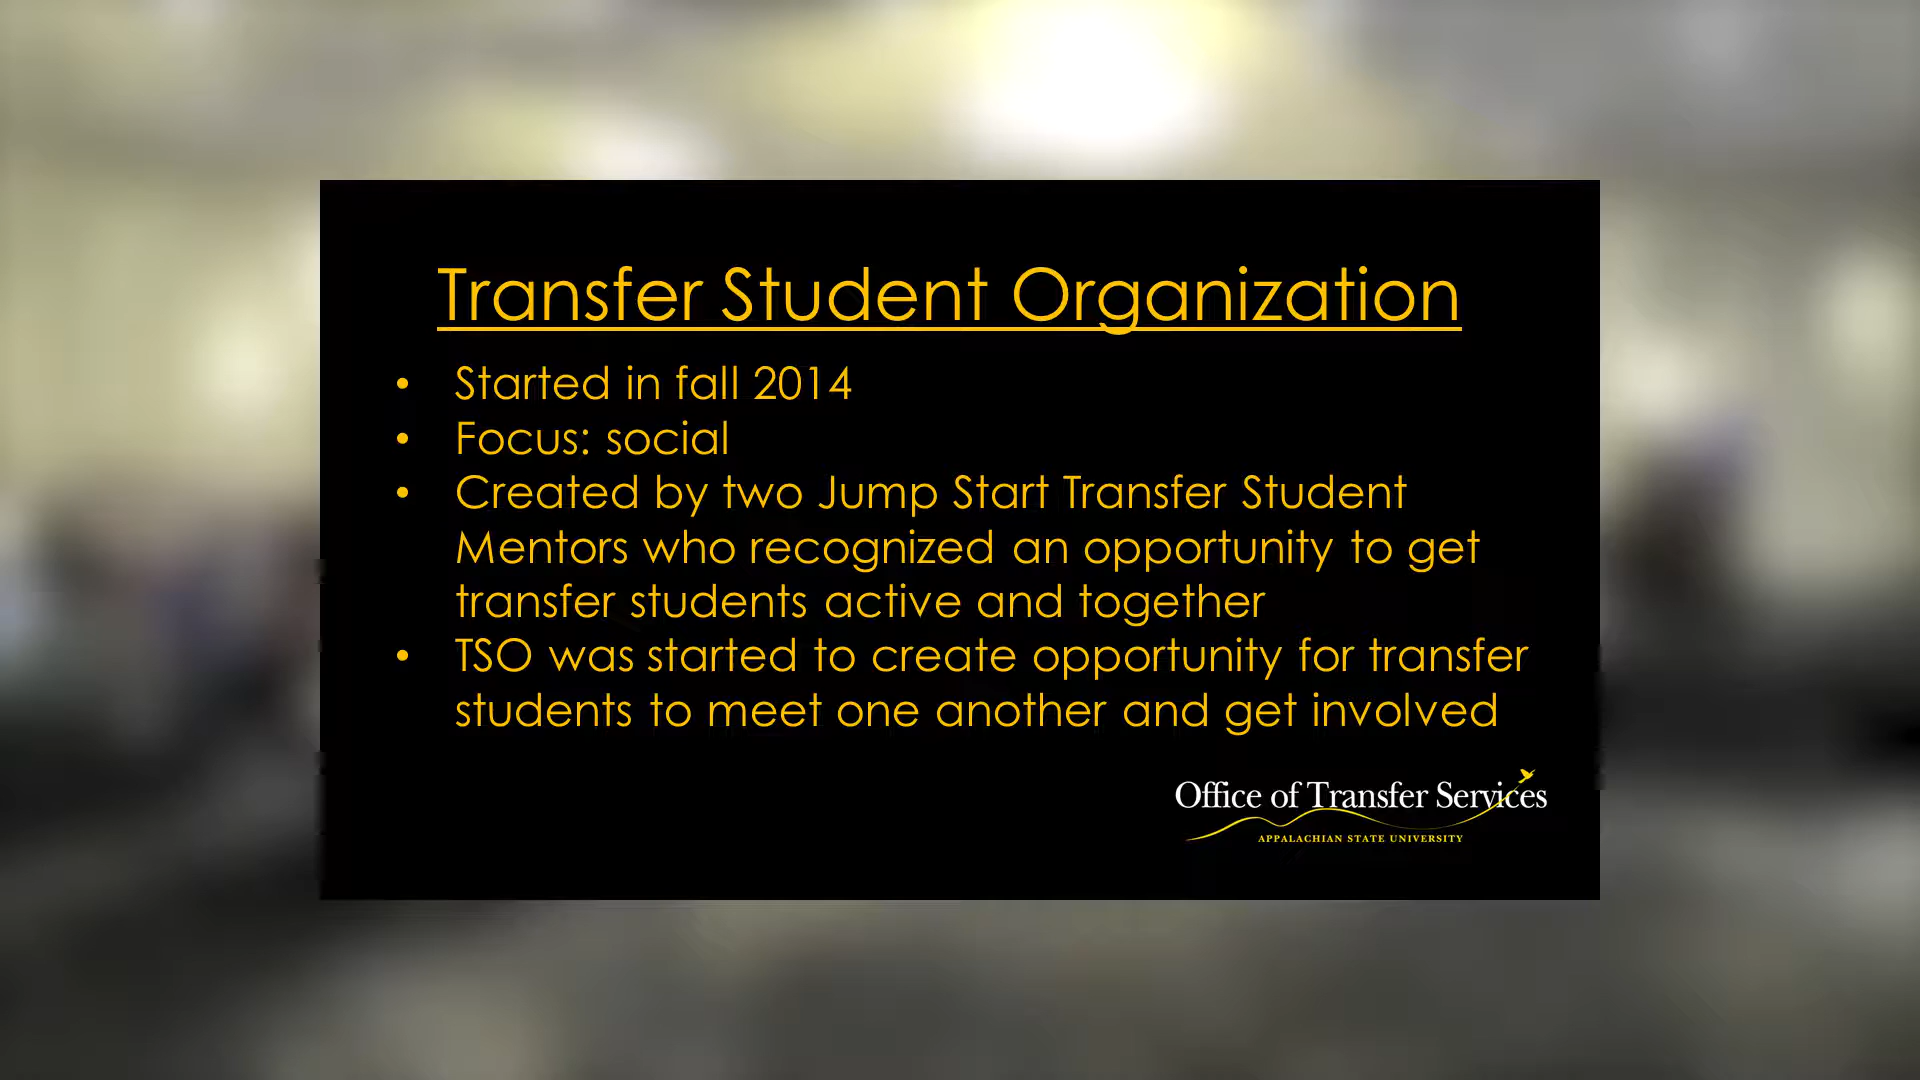 Transfer Student Organization
• Started in fall 2014
• Focus: social
• Created by two Jump Start Transfer Student
Mentors who recognized an opportunity to get
transfer students active and together
• TSO was started to create opportunity for transfer
students to meet one another and get involved
Office of Transfer Services
APPALACHIAN STATE UNIVERSITY